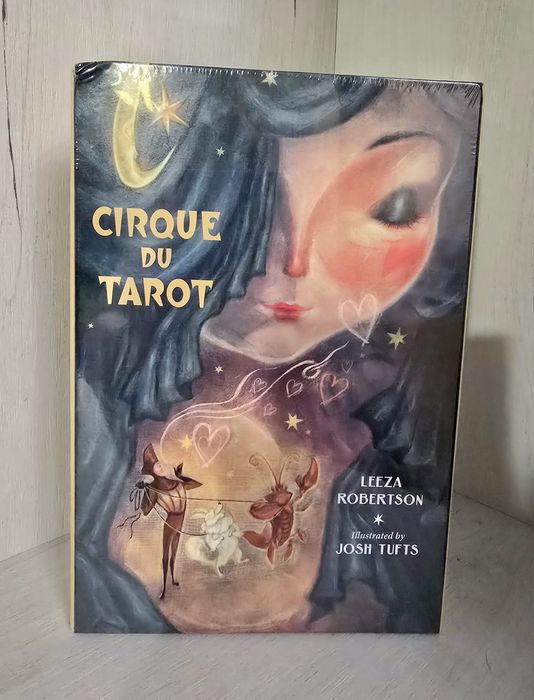 CIRQUE
DU
TAROT
LEEZA
ROBERTSON
Illustrated by
JOSH TUFTS